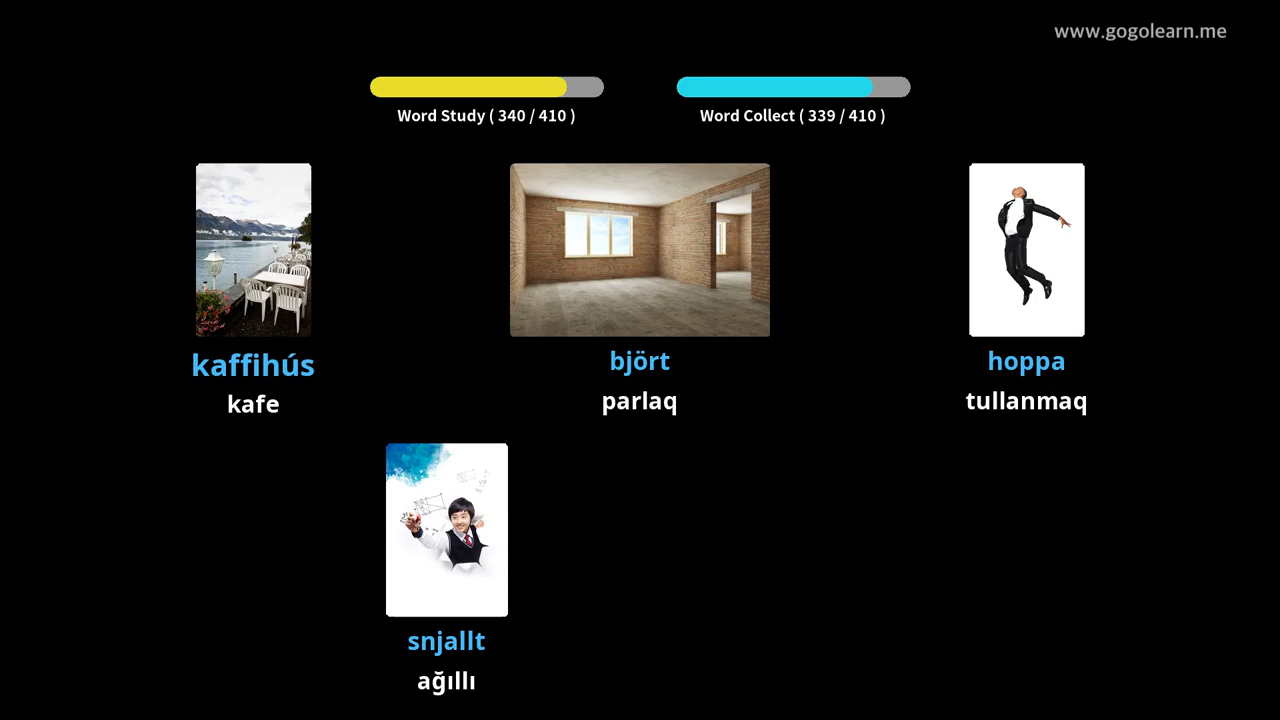 www.gogolearn.me
Word Study ( 340 / 410 )
Word Collect ( 339 / 410 )
kaffihús
kafe
björt
parlaq
hoppa
tullanmaq
snjallt
ağıllı